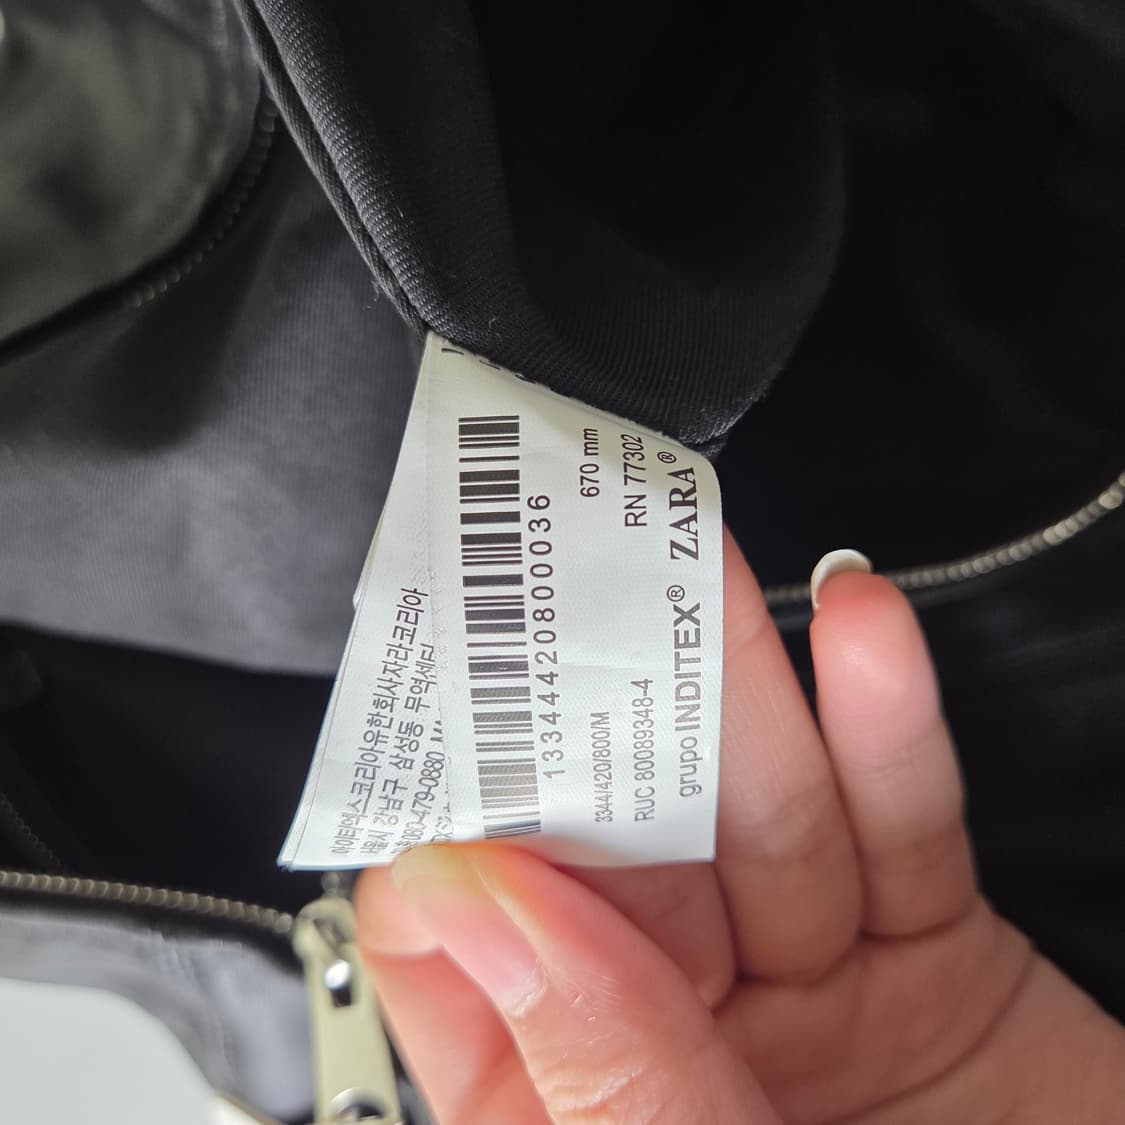 아이티엑스코리아유한회사자라코리아
서울시 강남구 삼성동 무역센터
080-479-0880
13344420800036
670 mm
3344/420/800/M
RN 77302
RUC 80089348-4
grupo INDITEX® ZARA®